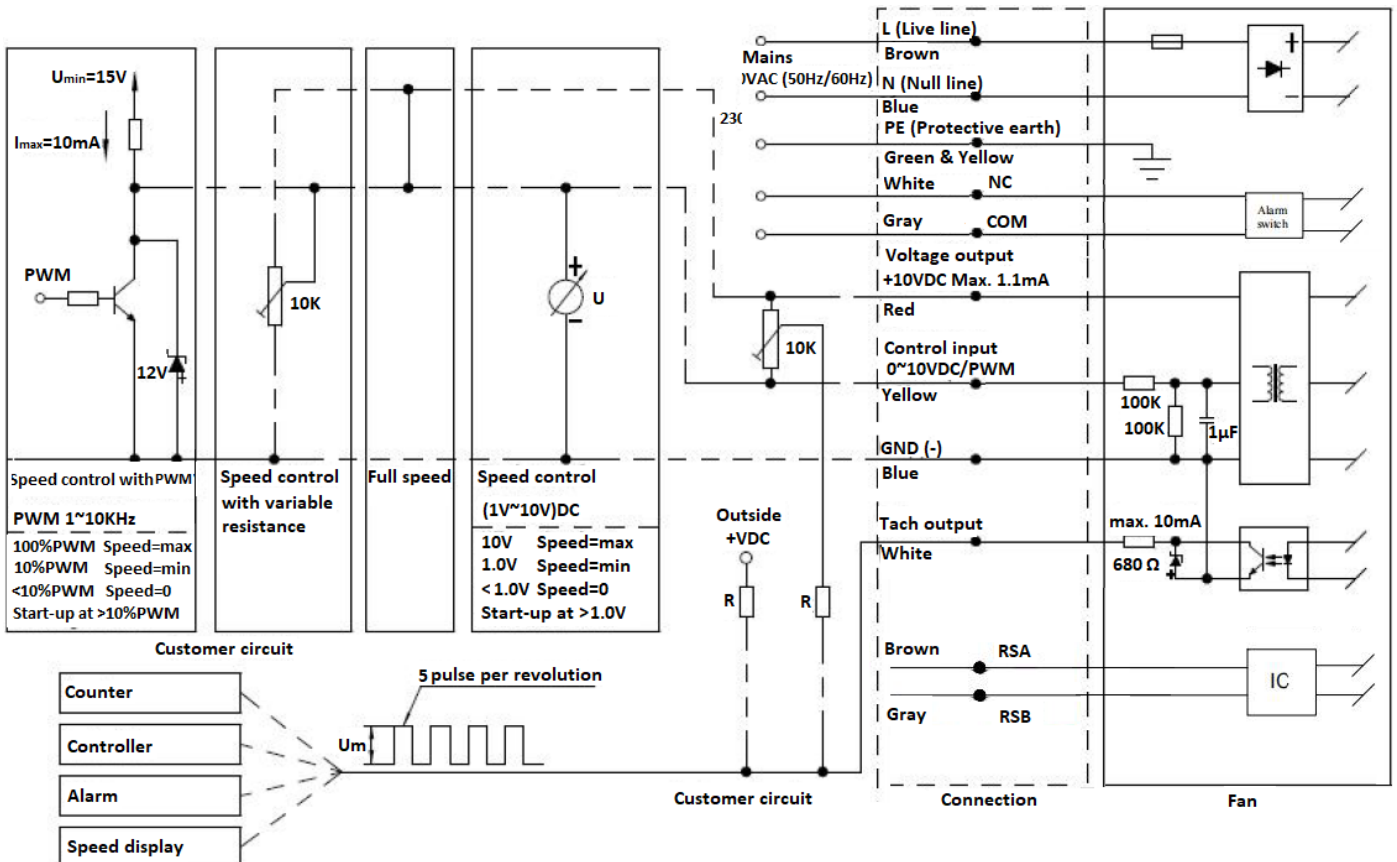 Umin=15V
Imax=10mA
PWM
12V
Speed control with PWM
PWM 1~10KHz
100%PWM Speed=max
10%PWM Speed=min
<10%PWM Speed=0
Start-up at >10%PWM
10K
Speed control
with variable
resistance
Full speed
+
U
−
Speed control
(1V~10V)DC
10V Speed=max
1.0V Speed=min
<1.0V Speed=0
Start-up at >1.0V
Customer circuit
Counter
Controller
Alarm
Speed display
Um
5 pulse per revolution
Mains
0VAC (50Hz/60Hz)
230
10K
Outside
+VDC
R
R
Customer circuit
L (Live line)
Brown
N (Null line)
Blue
PE (Protective earth)
Green & Yellow
White NC
Gray COM
Voltage output
+10VDC Max. 1.1mA
Red
Control input
0~10VDC/PWM
Yellow
GND (-)
Blue
Tach output
White
Brown RSA
Gray RSB
Connection
+
−
Alarm
switch
100K
100K
1μF
max. 10mA
680 Ω
+
IC
Fan